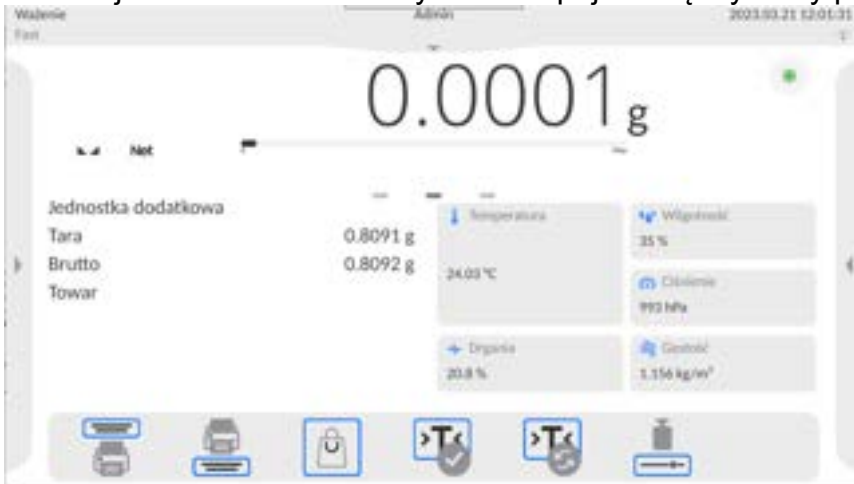 Ważenie Admin 2023.03.21 12:01:31
Fast
0.0001 g
Net
Jednostka dodatkowa
Tara 0.8091 g
Brutto 0.8092 g
Towar
Temperatura
24.03 °C
Wilgotność
35 %
Ciśnienie
993 hPa
Drgania
20.8 %
Gęstość
1.156 kg/m³
>T< >T<